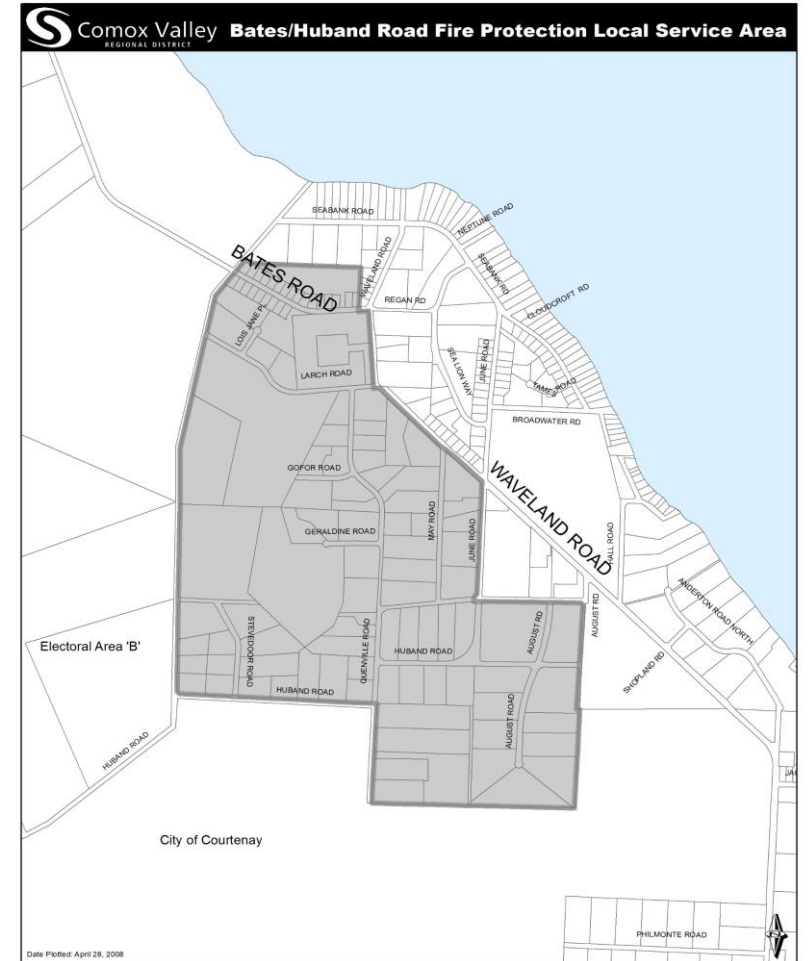 Comox Valley
REGIONAL DISTRICT
Bates/Huband Road Fire Protection Local Service Area
SEABANK ROAD
NEPTUNE ROAD
BATES ROAD
WAVELAND ROAD
SEABANK RD
REGAN RD
CLOUDCROFT RD
LOIS JANE PL
LARCH ROAD
SEA LION WAY
JUNE ROAD
YAMES ROAD
BROADWATER RD
GOFOR ROAD
WAVELAND ROAD
GERALDINE ROAD
MAY ROAD
JUNE ROAD
HALL ROAD
ANDERTON ROAD NORTH
AUGUST RD
AUGUST RD
STEVEDOOR ROAD
QUENVILLE ROAD
HUBAND ROAD
Electoral Area 'B'
SHOPLAND RD
HUBAND ROAD
AUGUST ROAD
HUBAND ROAD
City of Courtenay
PHILMONTE ROAD
Date Plotted: April 28, 2008